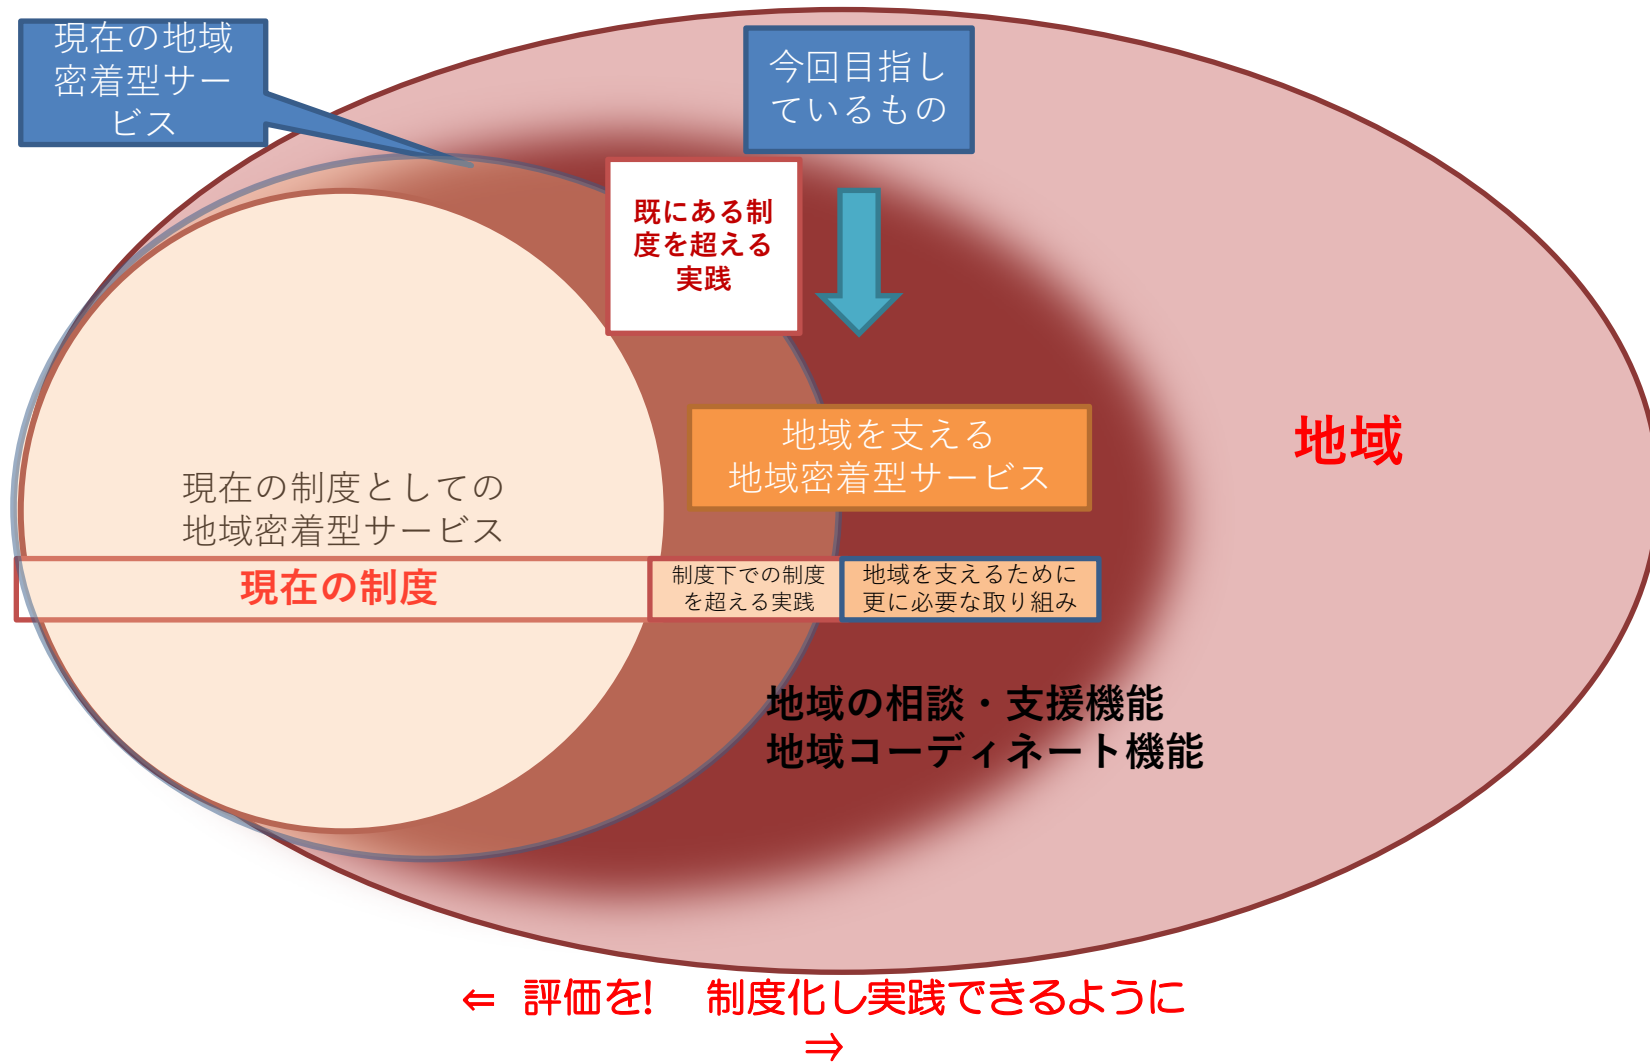 現在の地域
密着型サー
ビス
今回目指し
ているもの
既にある制
度を超える
実践
地域を支える
地域密着型サービス
地域
現在の制度としての
地域密着型サービス
現在の制度
制度下での制度
を超える実践
地域を支えるために
更に必要な取り組み
地域の相談・支援機能
地域コーディネート機能
⇐ 評価を! 制度化し実践できるように
⇒